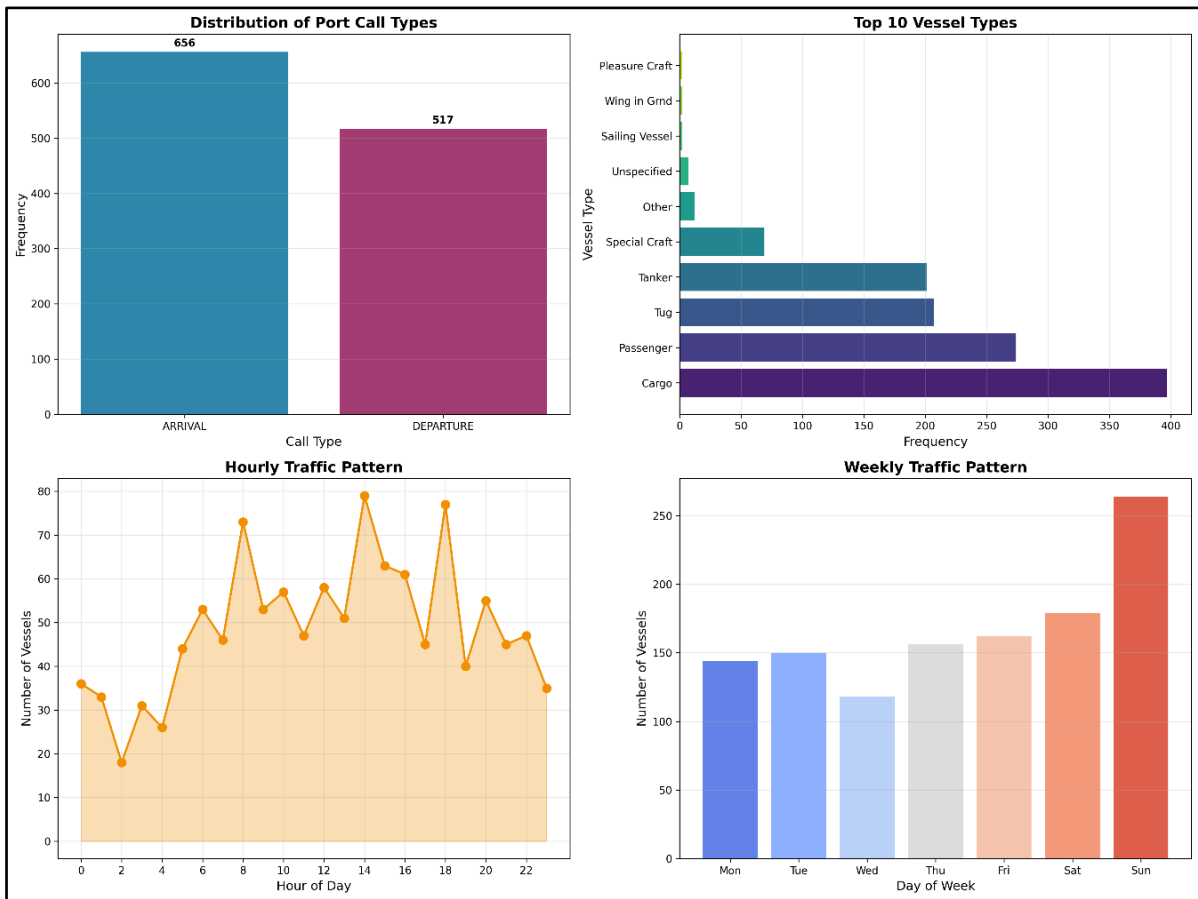 Distribution of Port Call Types
656
517
600
500
400
300
200
100
0
Frequency
ARRIVAL
DEPARTURE
Call Type
Top 10 Vessel Types
Pleasure Craft
Wing in Grnd
Sailing Vessel
Unspecified
Other
Special Craft
Tanker
Tug
Passenger
Cargo
Vessel Type
0 50 100 150 200 250 300 350 400
Frequency
Hourly Traffic Pattern
80
70
60
50
40
30
20
10
0
Number of Vessels
0 2 4 6 8 10 12 14 16 18 20 22
Hour of Day
Weekly Traffic Pattern
250
200
150
100
50
0
Number of Vessels
Mon Tue Wed Thu Fri Sat Sun
Day of Week